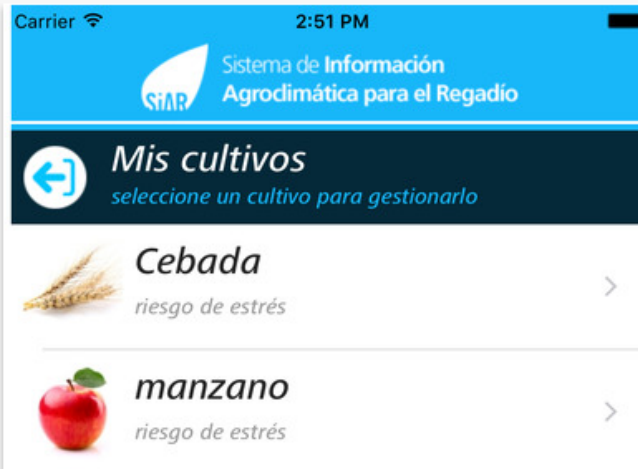 Carrier 2:51 PM
Sistema de Información
SiAR Agroclimática para el Regadío
Mis cultivos
seleccione un cultivo para gestionarlo
Cebada
riesgo de estrés
manzano
riesgo de estrés